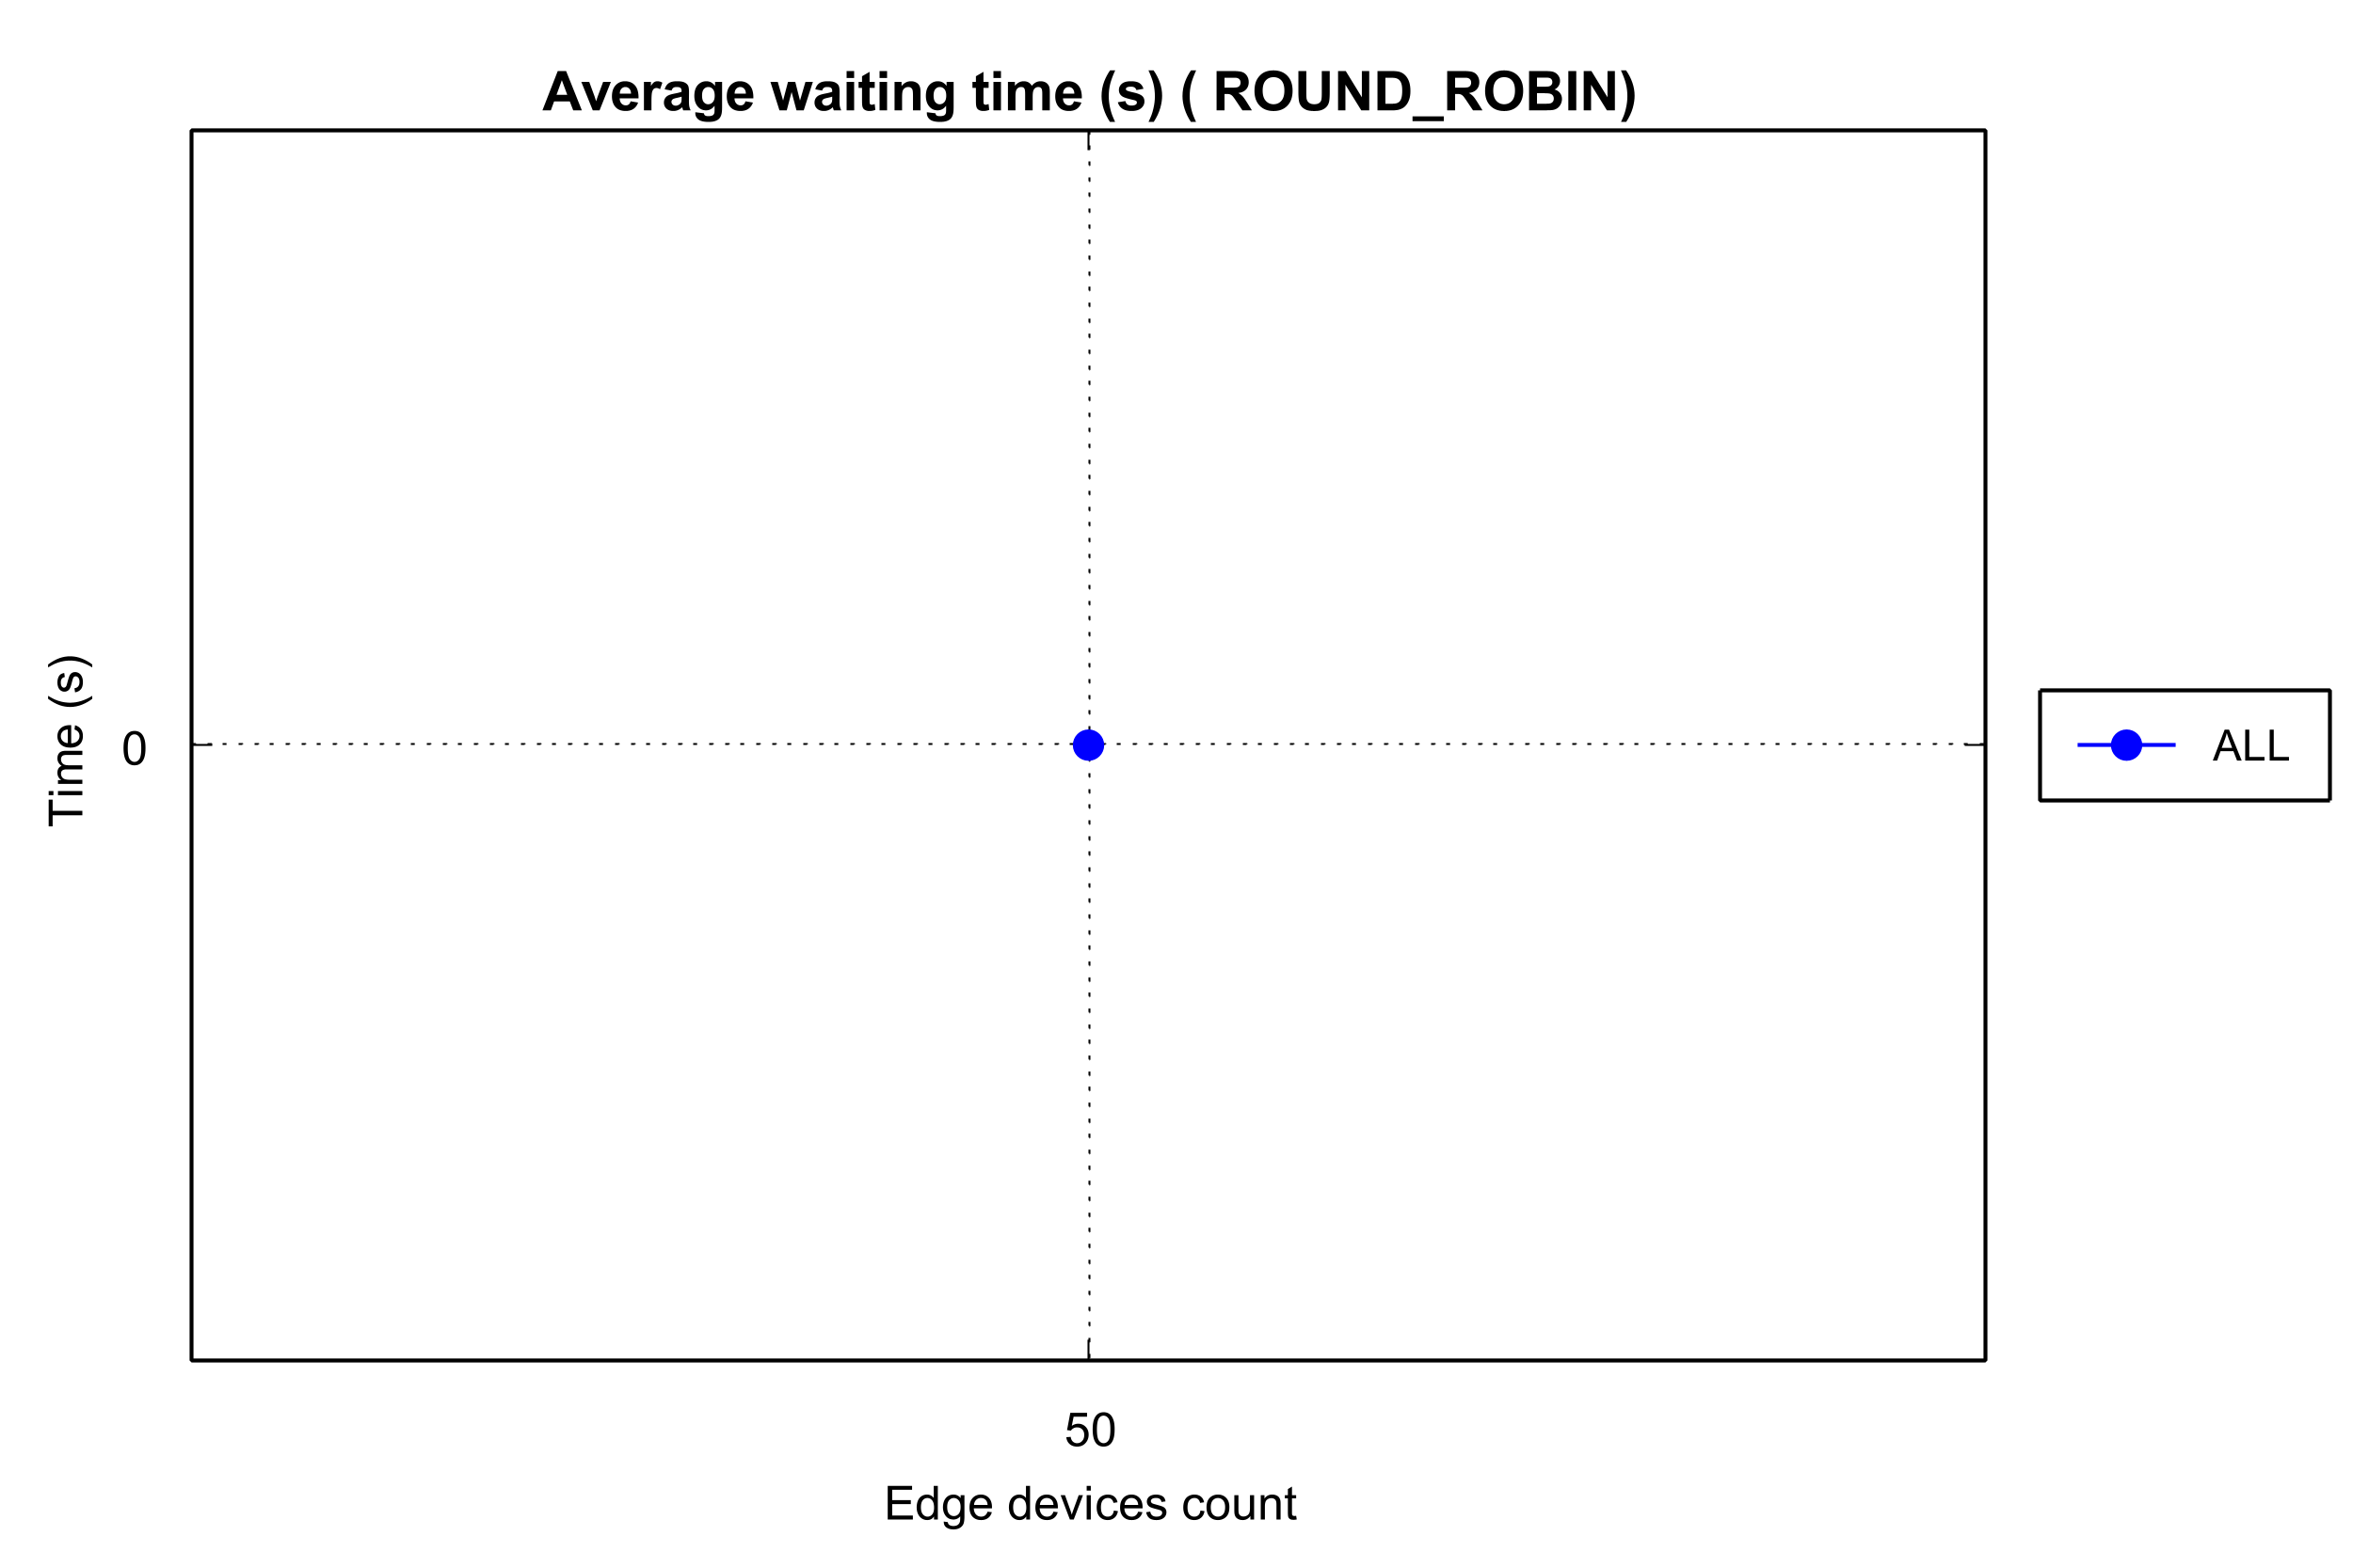 Average waiting time (s) ( ROUND_ROBIN)
Time (s)
0
ALL
50
Edge devices count